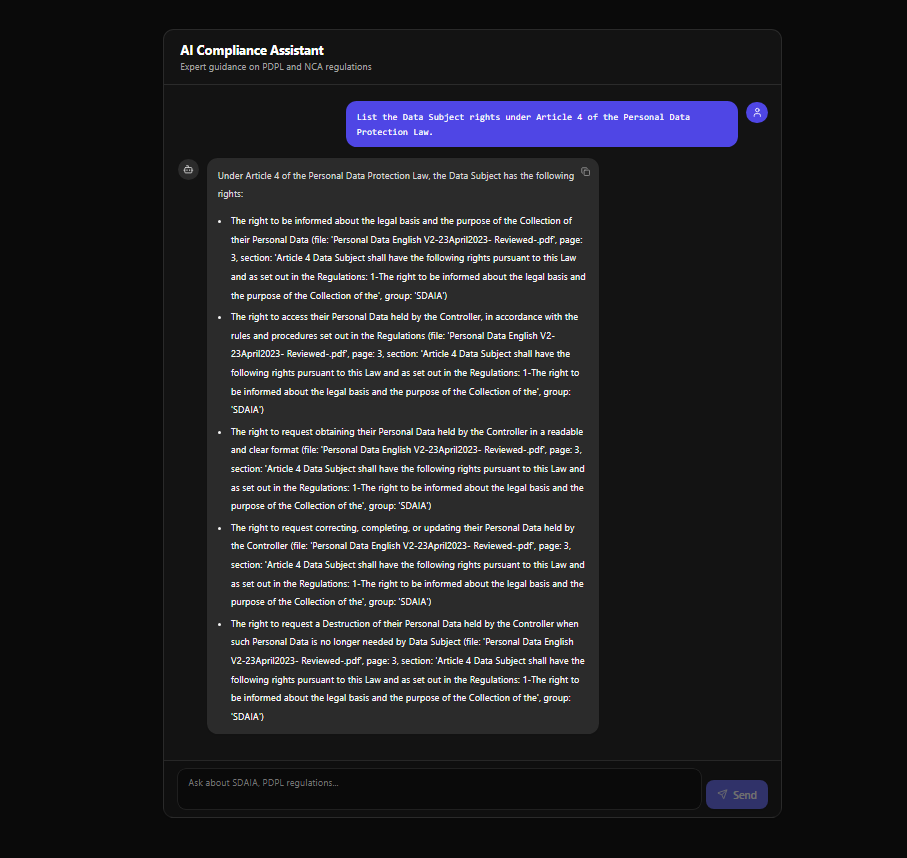 AI Compliance Assistant
Expert guidance on PDPL and NCA regulations
List the Data Subject rights under Article 4 of the Personal Data
Protection Law.
Under Article 4 of the Personal Data Protection Law, the Data Subject has the following
rights:
• The right to be informed about the legal basis and the purpose of the Collection of
their Personal Data (file: 'Personal Data English V2-23April2023- Reviewed-.pdf', page:
3, section: 'Article 4 Data Subject shall have the following rights pursuant to this Law
and as set out in the Regulations: 1-The right to be informed about the legal basis and
the purpose of the Collection of the', group: 'SDAIA')
• The right to access their Personal Data held by the Controller, in accordance with the
rules and procedures set out in the Regulations (file: 'Personal Data English V2-
23April2023- Reviewed-.pdf', page: 3, section: 'Article 4 Data Subject shall have the
following rights pursuant to this Law and as set out in the Regulations: 1-The right to
be informed about the legal basis and the purpose of the Collection of the', group:
'SDAIA')
• The right to request obtaining their Personal Data held by the Controller in a readable
and clear format (file: 'Personal Data English V2-23April2023- Reviewed-.pdf', page: 3,
section: 'Article 4 Data Subject shall have the following rights pursuant to this Law and
as set out in the Regulations: 1-The right to be informed about the legal basis and the
purpose of the Collection of the', group: 'SDAIA')
• The right to request correcting, completing, or updating their Personal Data held by
the Controller (file: 'Personal Data English V2-23April2023- Reviewed-.pdf', page: 3,
section: 'Article 4 Data Subject shall have the following rights pursuant to this Law and
as set out in the Regulations: 1-The right to be informed about the legal basis and the
purpose of the Collection of the', group: 'SDAIA')
• The right to request a Destruction of their Personal Data held by the Controller when
such Personal Data is no longer needed by Data Subject (file: 'Personal Data English
V2-23April2023- Reviewed-.pdf', page: 3, section: 'Article 4 Data Subject shall have the
following rights pursuant to this Law and as set out in the Regulations: 1-The right to
be informed about the legal basis and the purpose of the Collection of the', group:
'SDAIA')
Ask about SDAIA, PDPL regulations...
Send